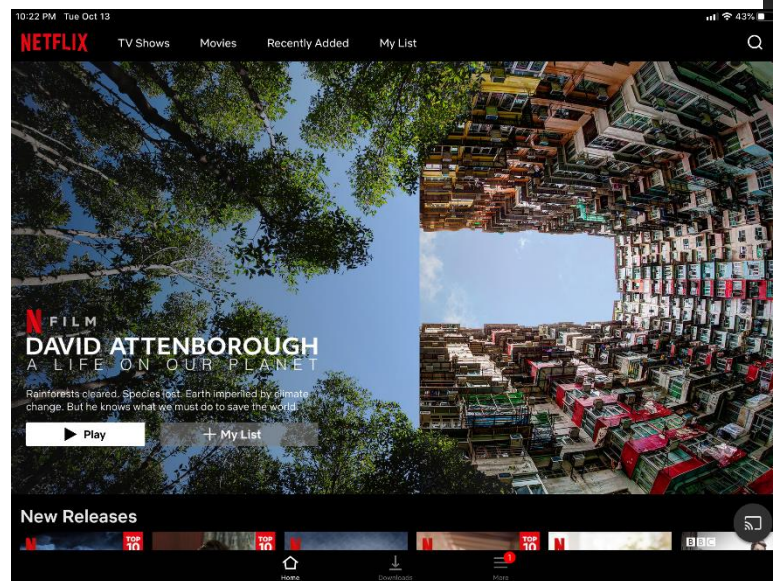 10:22 PM Tue Oct 13
43%
NETFLIX
TV Shows
Movies
Recently Added
My List
N FILM
DAVID ATTENBOROUGH
A LIFE ON OUR PLANET
Rainforests cleared. Species lost. Earth imperiled by climate
change. But he knows what we must do to save the world.
Play
+ My List
New Releases
N
TOP
10
TOP
10
N
N
TOP
10
N
BBC
1
Home
Downloads
More